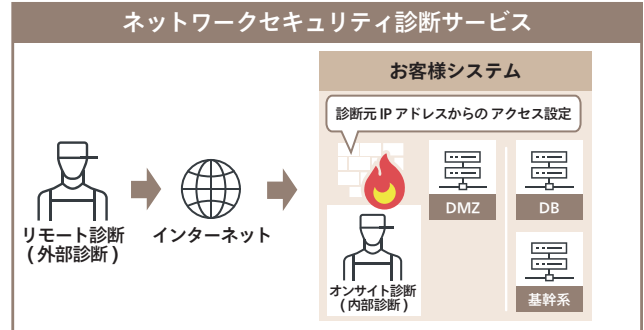 ネットワークセキュリティ診断サービス
お客様システム
診断元 IP アドレスからの アクセス設定
DMZ
DB
リモート診断
( 外部診断 )
インターネット
オンサイト診断
( 内部診断 )
基幹系